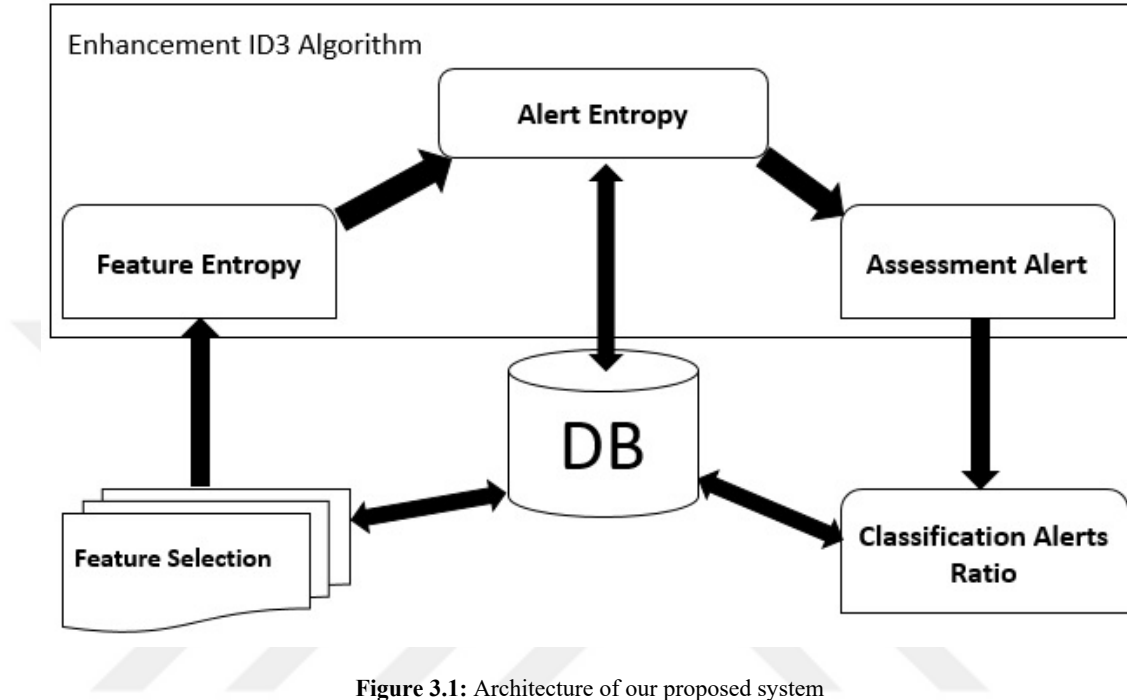 Enhancement ID3 Algorithm
Alert Entropy
Feature Entropy
Assessment Alert
DB
Feature Selection
Classification Alerts
Ratio
Figure 3.1: Architecture of our proposed system